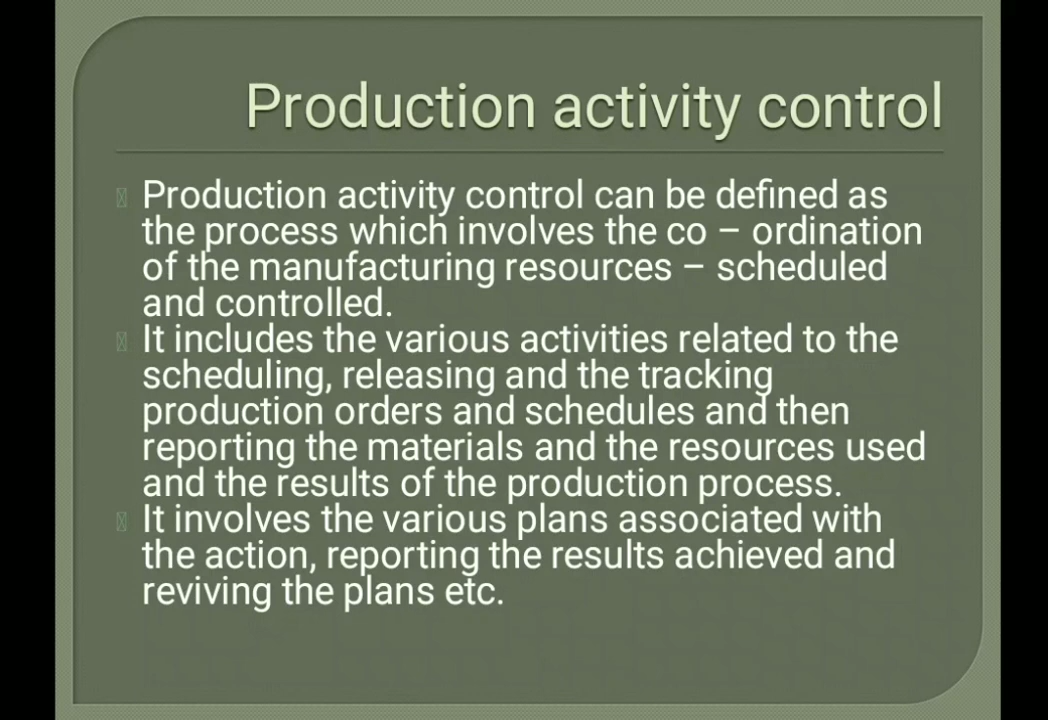 Production activity control
Production activity control can be defined as
the process which involves the co – ordination
of the manufacturing resources – scheduled
and controlled.
It includes the various activities related to the
scheduling, releasing and the tracking
production orders and schedules and then
reporting the materials and the resources used
and the results of the production process.
It involves the various plans associated with
the action, reporting the results achieved and
reviving the plans etc.